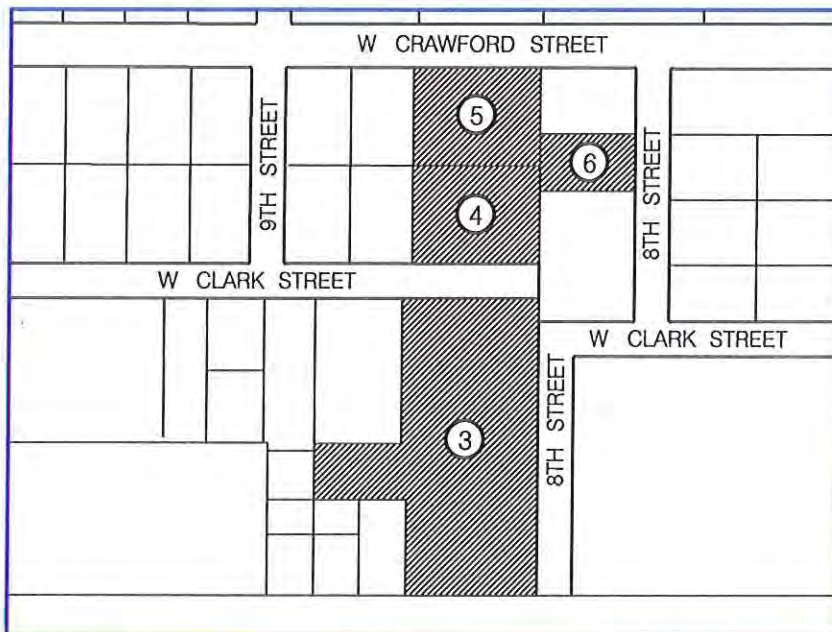 W CRAWFORD STREET
5
9TH STREET
6
8TH STREET
4
W CLARK STREET
W CLARK STREET
8TH STREET
3